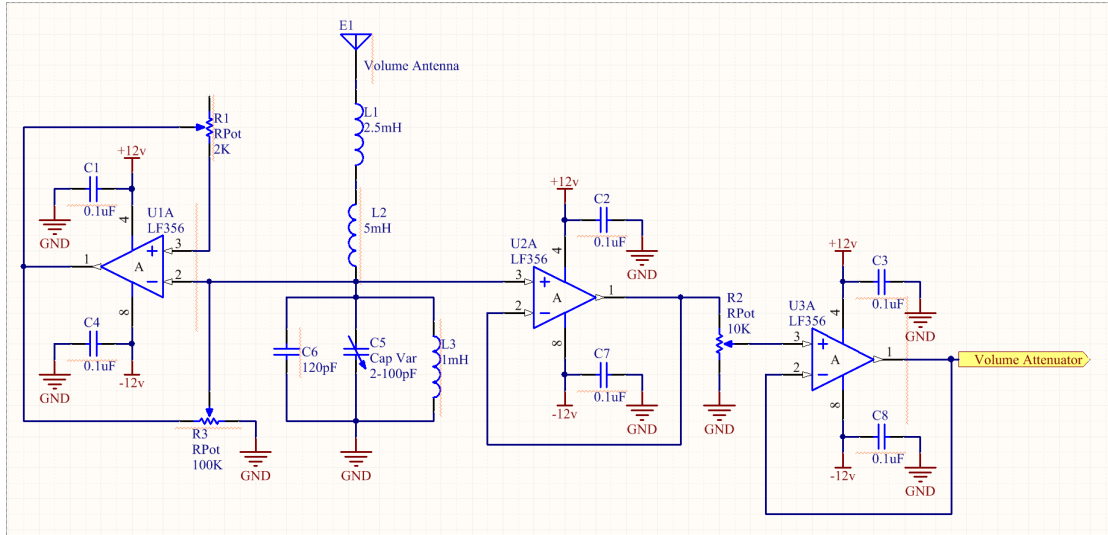 E1
Volume Antenna
L1
2.5mH
R1
RPot
2K
+12v
C1
0.1uF
GND
4
U1A
LF356
3
1
A
2
8
C4
0.1uF
GND
-12v
L2
5mH
C6
120pF
C5
Cap Var
2-100pF
L3
1mH
GND
R3
RPot
100K
GND
+12v
C2
0.1uF
GND
4
U2A
LF356
3
1
A
2
8
C7
0.1uF
GND
-12v
R2
RPot
10K
GND
+12v
C3
0.1uF
GND
4
U3A
LF356
3
1
A
2
8
C8
0.1uF
GND
-12v
Volume Attenuator